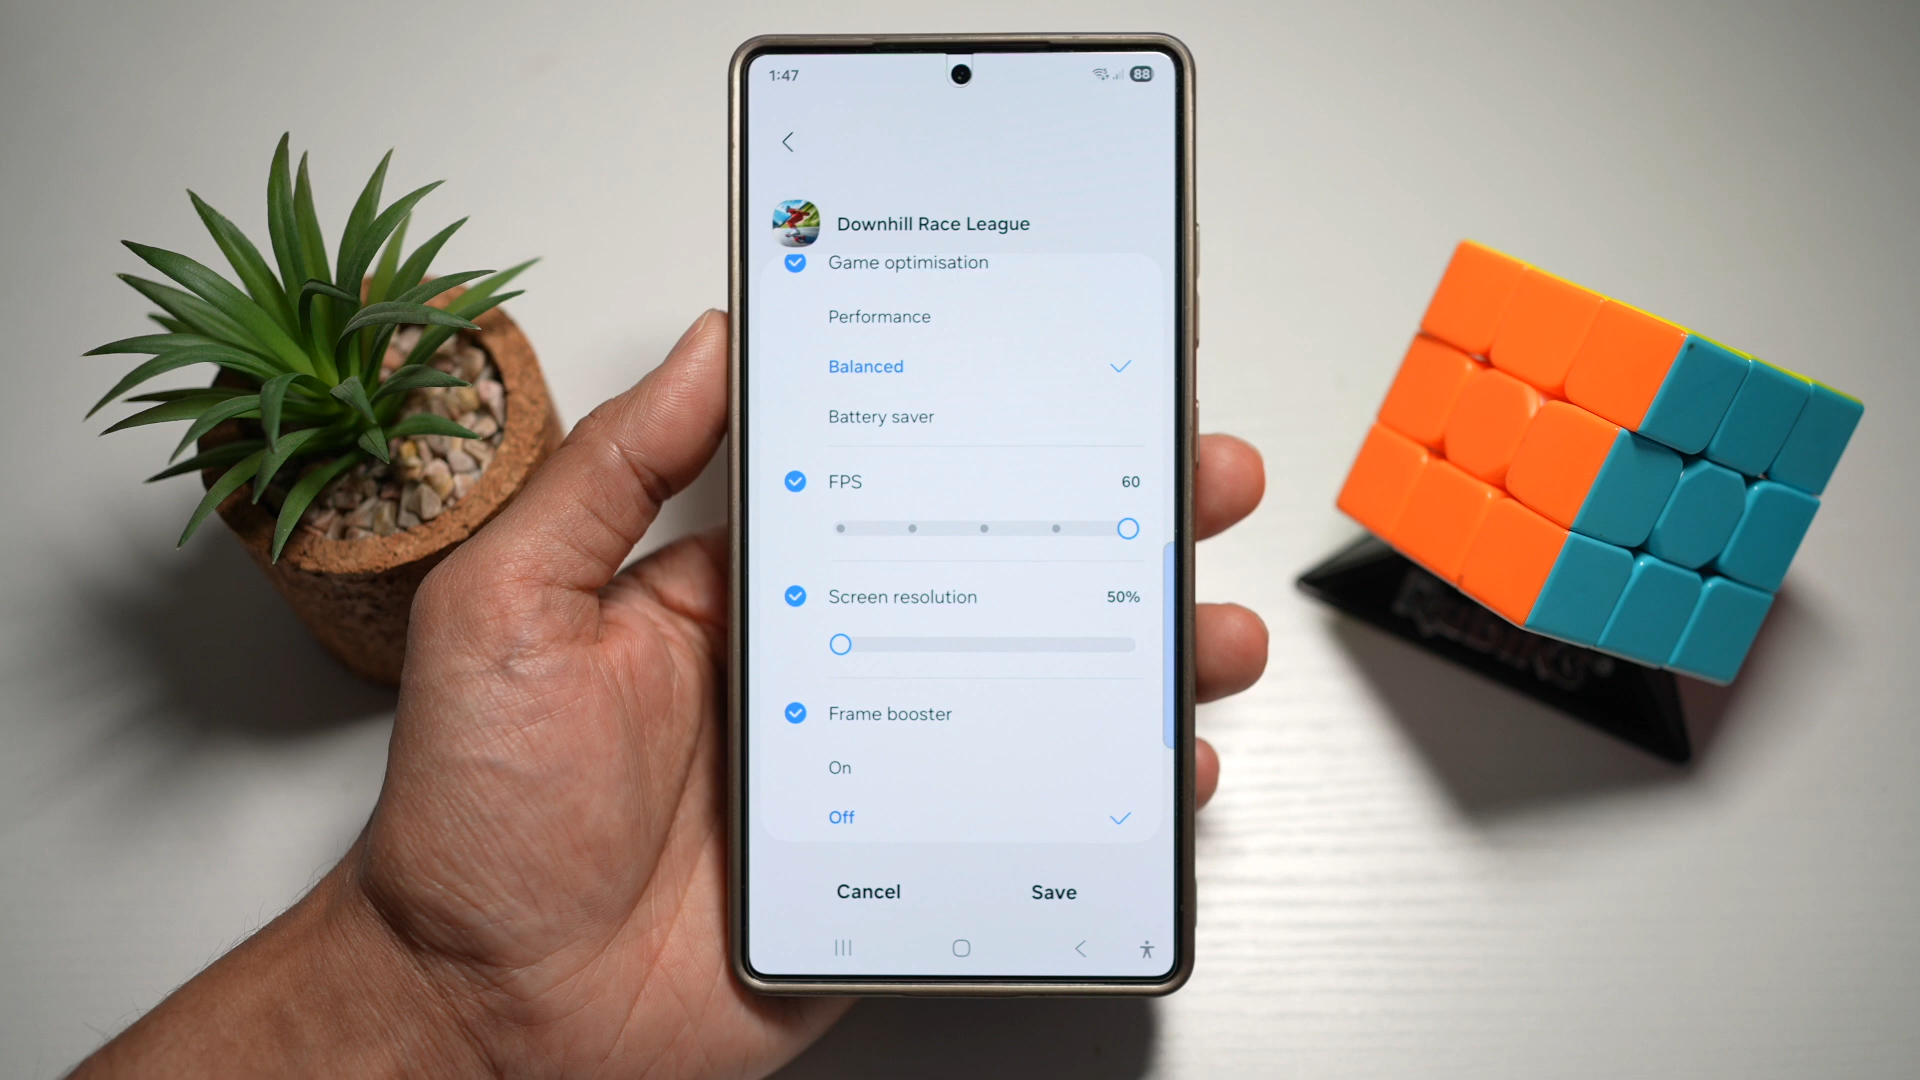 1:47
88
Downhill Race League
Game optimisation
Performance
Balanced
Battery saver
FPS 60
Screen resolution 50%
Frame booster
On
Off
Cancel Save